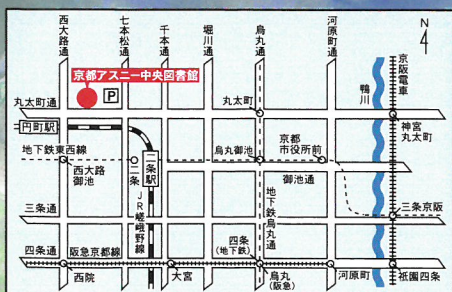 西大路通
七本松通
千本通
堀川通
烏丸通
河原町通
N
京都アスニー中央図書館
P
鴨川
京阪電車
丸太町通
丸太町
神宮丸太町
円町駅
地下鉄東西線
西大路御池
二条
二条駅
烏丸御池
京都市役所前
御池通
JR嵯峨野線
地下鉄烏丸通
三条通
三条京阪
四条通
阪急京都線
四条
(地下鉄)
西院
大宮
烏丸
(阪急)
河原町
祇園四条